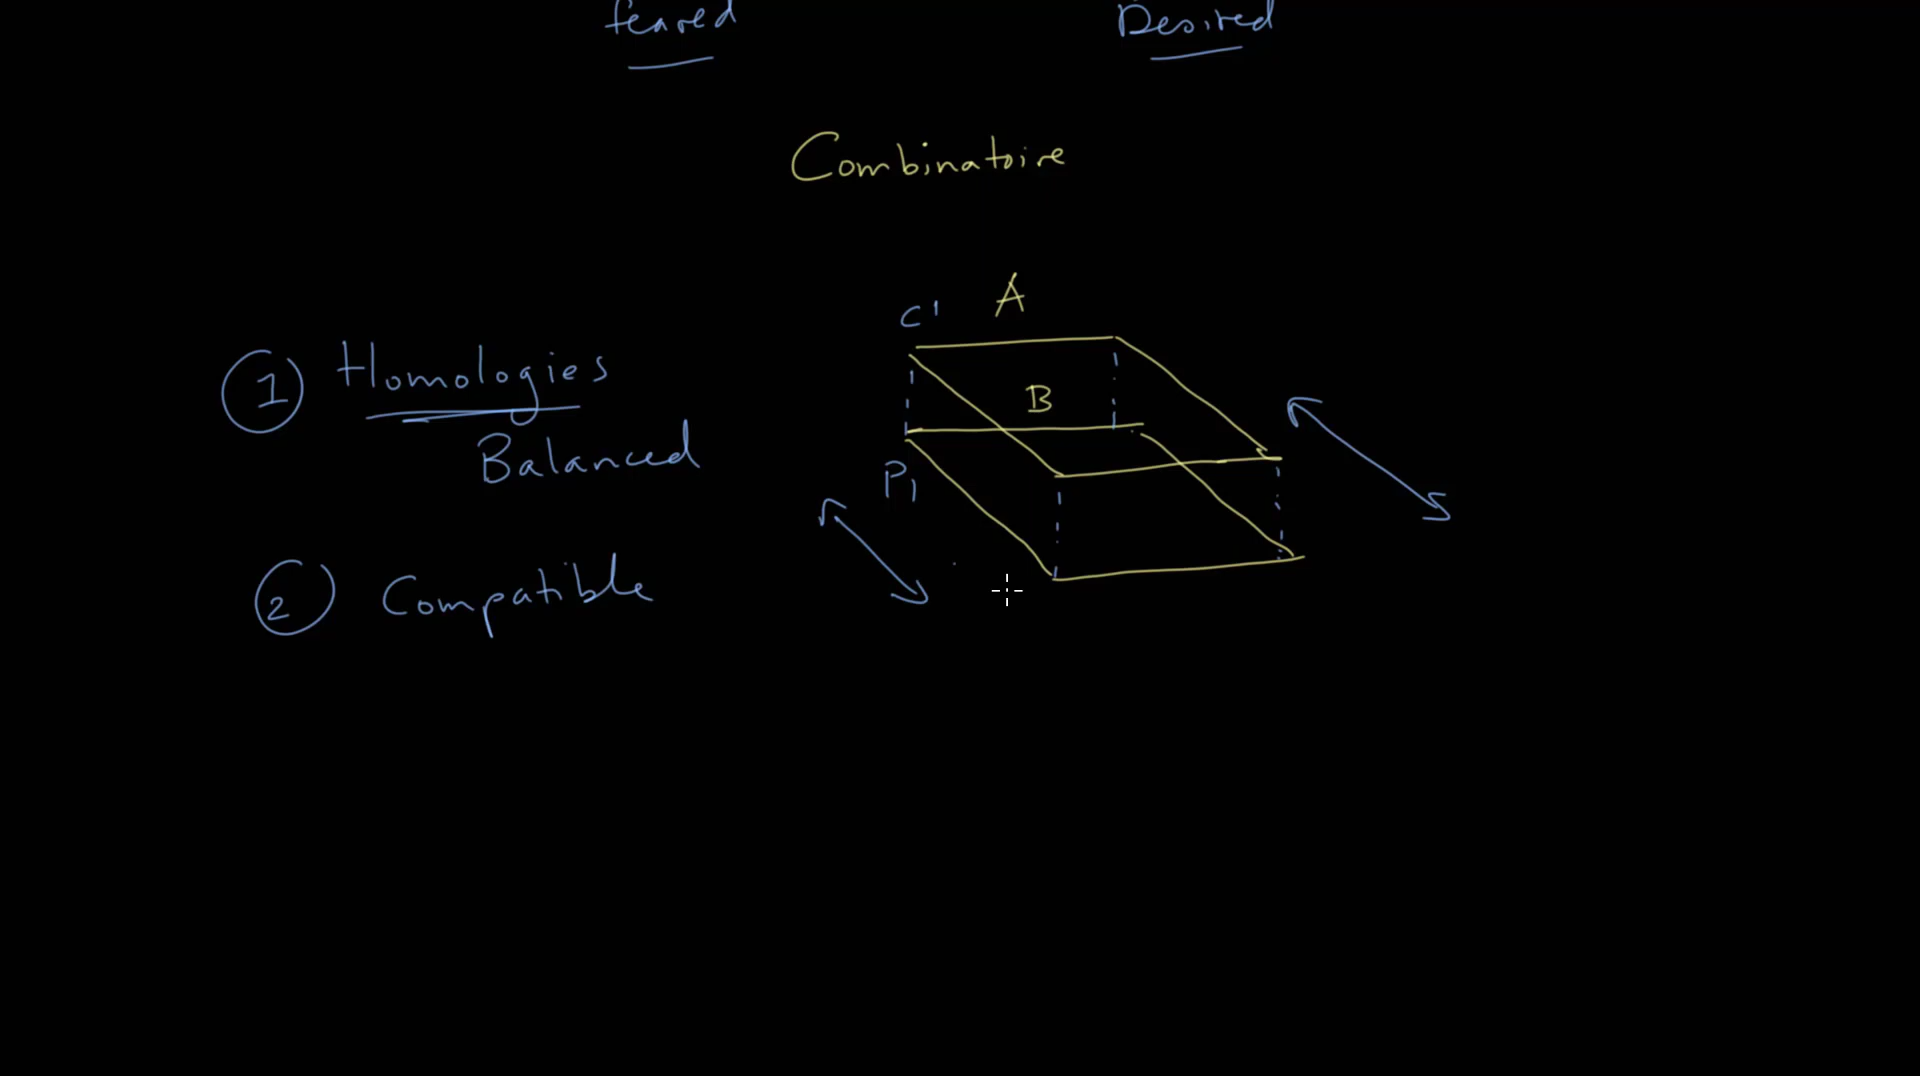 feared Desired
Combinatoire
A
C'
1 Homologies
B
Balanced
P1
2 Compatible